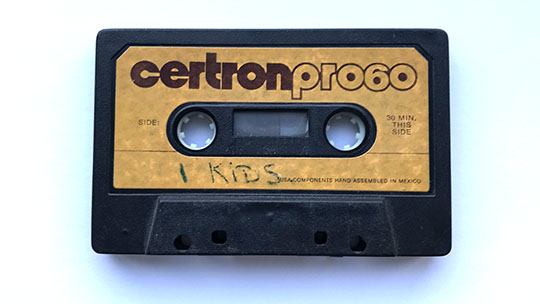 certronpro60
SIDE:
30 MIN.
THIS
SIDE
1 KiDS
USA COMPONENTS HAND ASSEMBLED IN MEXICO